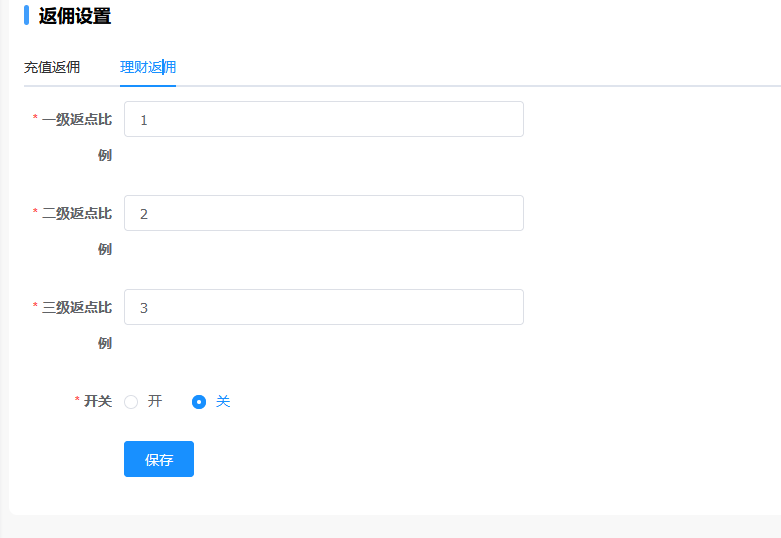 返佣设置
充值返佣 理财返佣
* 一级返点比 1
例
* 二级返点比 2
例
* 三级返点比 3
例
* 开关 开 关
保存